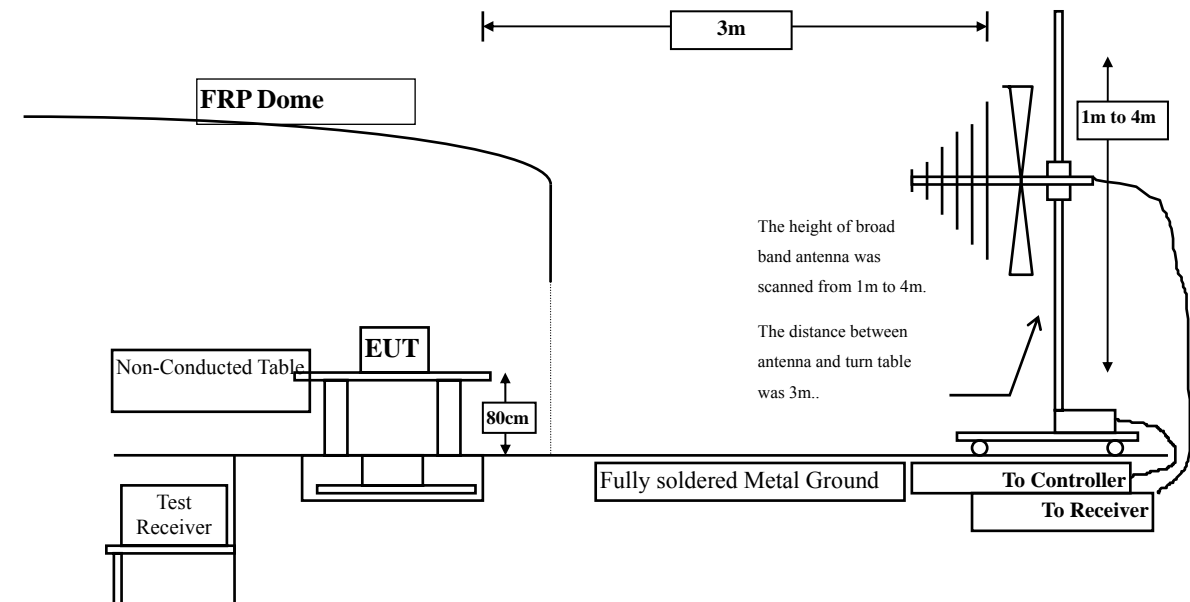 3m
FRP Dome
1m to 4m
The height of broad
band antenna was
scanned from 1m to 4m.
The distance between
antenna and turn table
was 3m..
EUT
Non-Conducted Table
80cm
Fully soldered Metal Ground
To Controller
To Receiver
Test
Receiver